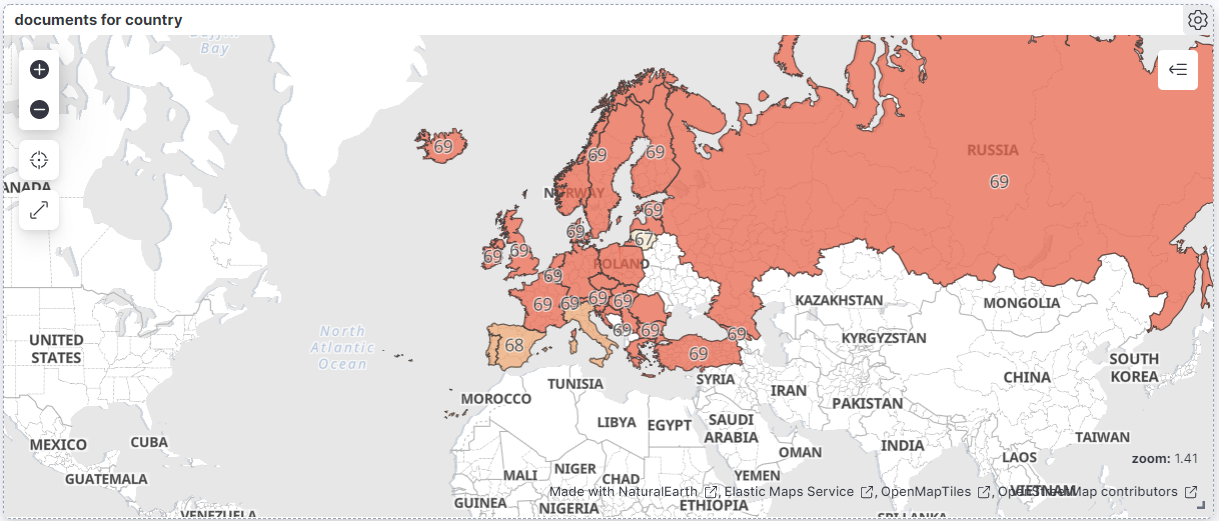 documents for country
Baffin
Bay
ANADA
69
69
69
RUSSIA
69
NORWAY
69
69
67
69
69
POLAND
69
69
69
69
69
KAZAKHSTAN
MONGOLIA
North
Atlantic
Ocean
UNITED
STATES
68
69
69
69
69
KYRGYZSTAN
SOUTH
KOREA
TUNISIA
SYRIA
IRAN
CHINA
MOROCCO
PAKISTAN
LIBYA
EGYPT
SAUDI
ARABIA
MEXICO
CUBA
INDIA
TAIWAN
OMAN
LAOS
zoom: 1.41
GUATEMALA
MALI
NIGER
CHAD
YEMEN
Made with NaturalEarth , Elastic Maps Service , OpenMapTiles , OpenStreetMap contributors
VIETNAM
GUINEA
NIGERIA
ETHIOPIA
VENEZUELA
SRI LANKA